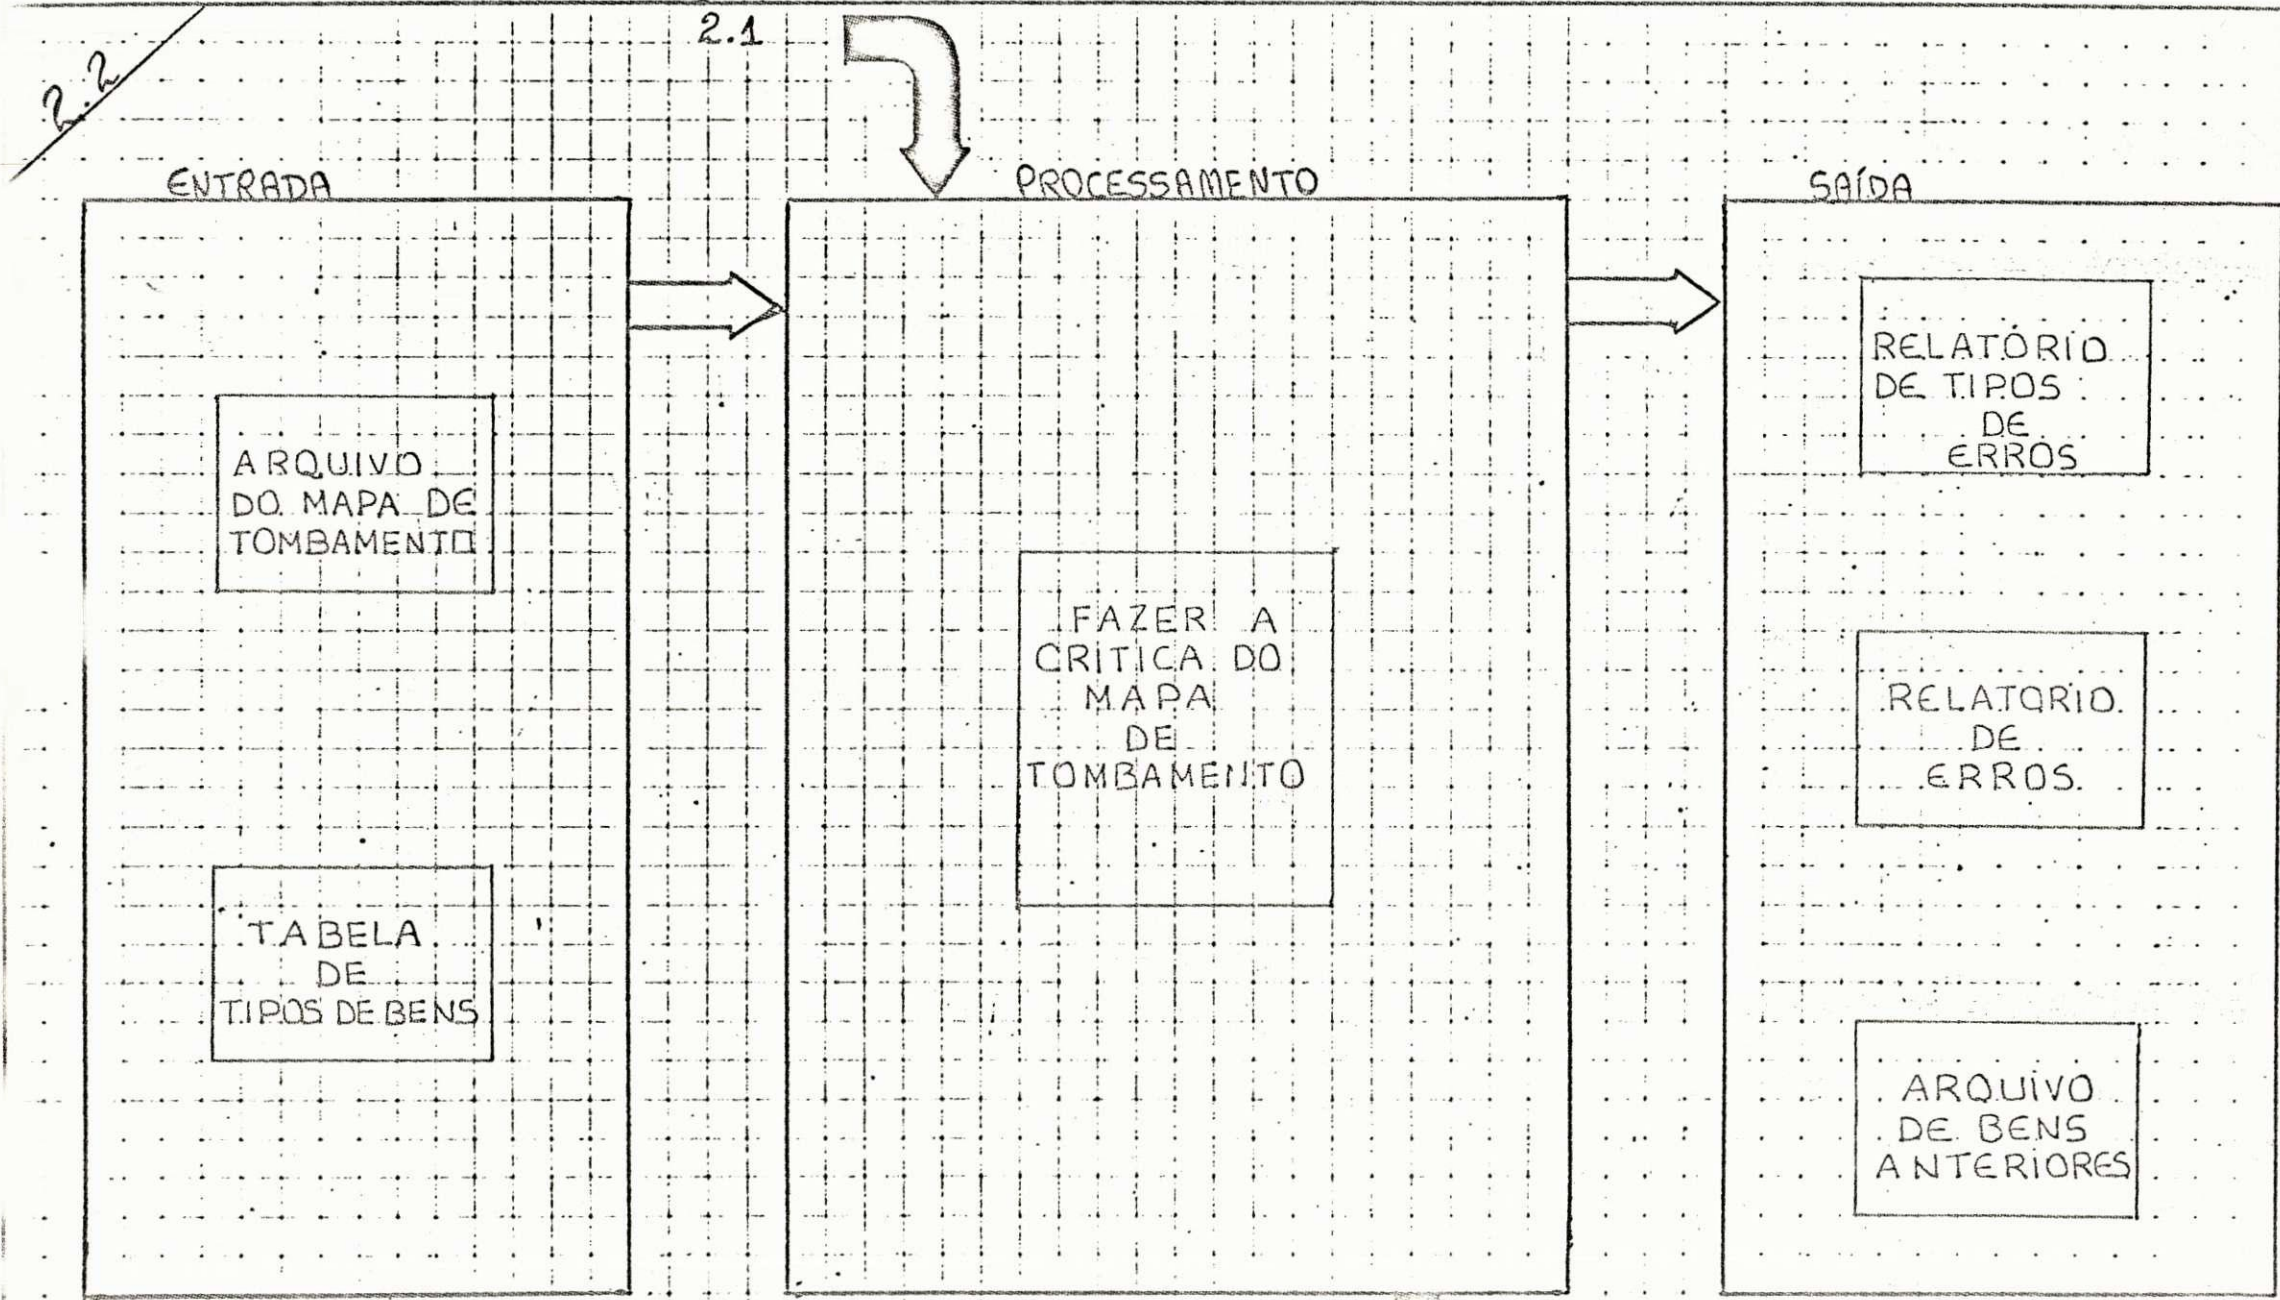 2.2
2.1
ENTRADA
ARQUIVO
DO MAPA DE
TOMBAMENTO
TABELA
DE
TIPOS DE BENS
PROCESSAMENTO
FAZER A
CRITICA DO
MAPA
DE
TOMBAMENTO
SAÍDA
RELATÓRIO
DE TIPOS
DE
ERROS
RELATORIO
DE
ERROS
ARQUIVO
DE BENS
ANTERIORES